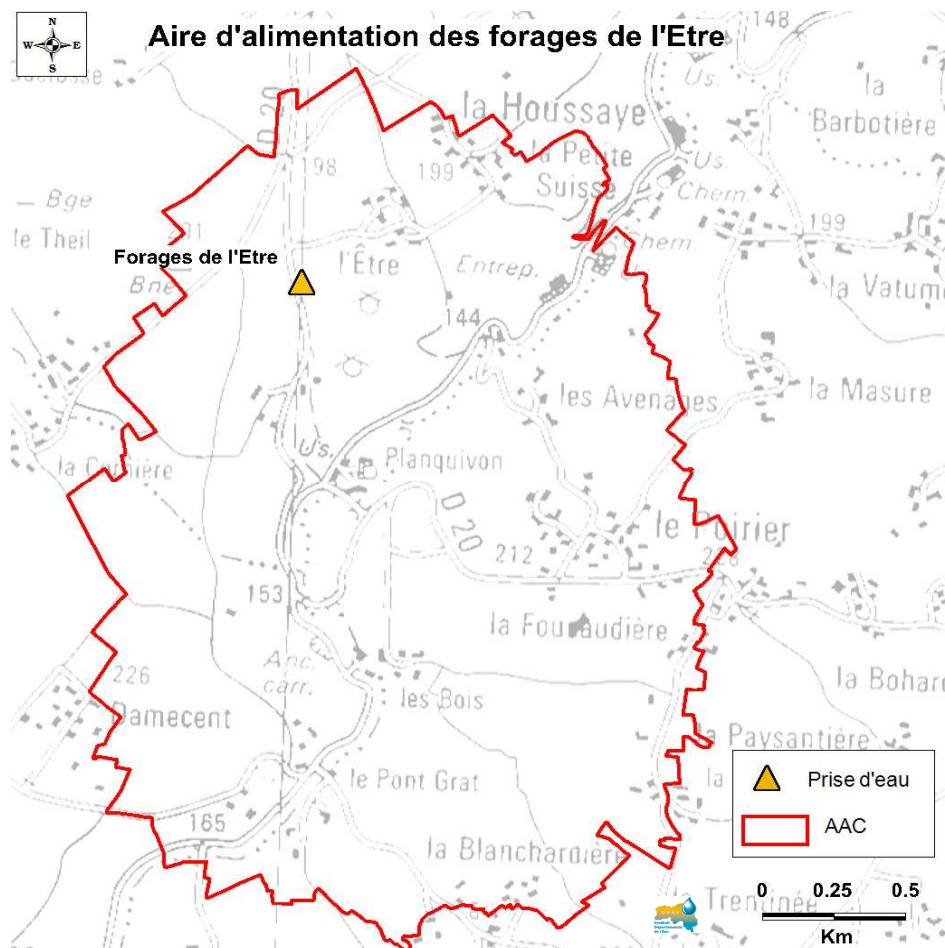 Aire d'alimentation des forages de l'Etre
N
W
E
S
148
Us.
la
Barbotière
D 20
la Houssaye
la Petite
Suisse
Us.
Chem.
198
199
199
Bge
le Theil
Forages de l'Etre
Bne
l'Être
Entrep.
Chem.
la Vatume
144
les Avenages
la Masure
Us.
Planquivon
D 20
212
le Poirier
153
Anc.
carr.
226
Damecent
les Bois
la Bohard
la Paysantière
la
le Pont Grat
165
la Blanchardière
Prise d'eau
AAC
0 0.25 0.5
Km